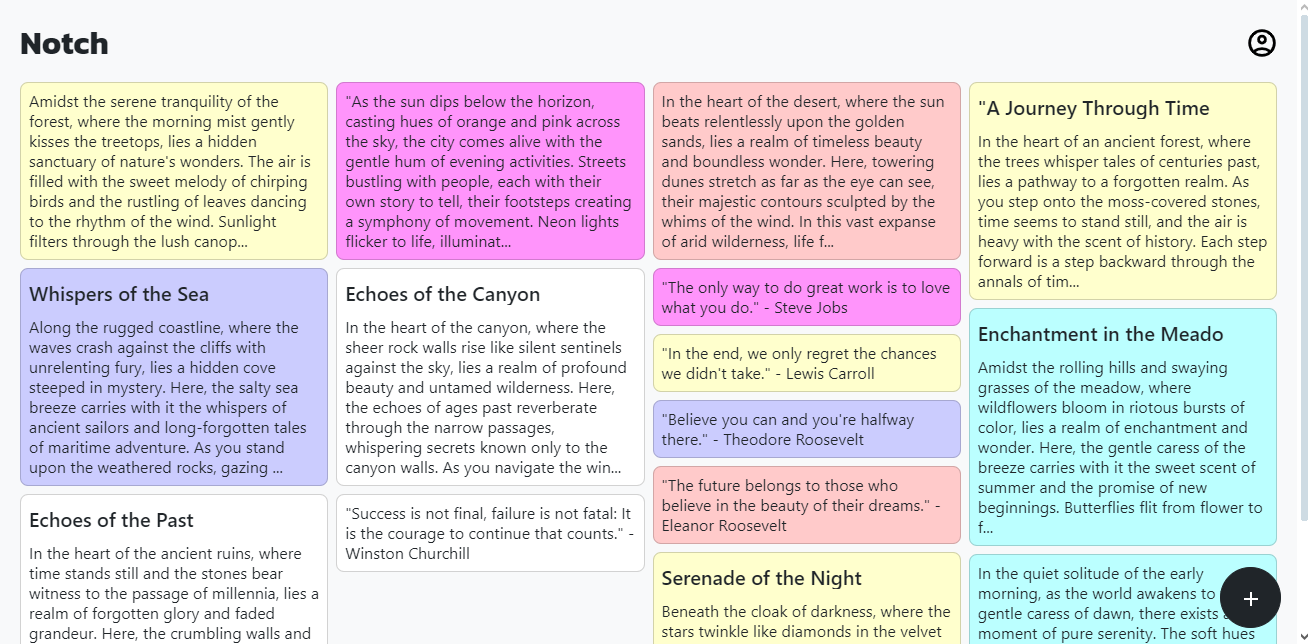 Notch
Amidst the serene tranquility of the
forest, where the morning mist gently
kisses the treetops, lies a hidden
sanctuary of nature's wonders. The air is
filled with the sweet melody of chirping
birds and the rustling of leaves dancing
to the rhythm of the wind. Sunlight
filters through the lush canop...
Whispers of the Sea
Along the rugged coastline, where the
waves crash against the cliffs with
unrelenting fury, lies a hidden cove
steeped in mystery. Here, the salty sea
breeze carries with it the whispers of
ancient sailors and long-forgotten tales
of maritime adventure. As you stand
upon the weathered rocks, gazing ...
Echoes of the Past
In the heart of the ancient ruins, where
time stands still and the stones bear
witness to the passage of millennia, lies a
realm of forgotten glory and faded
grandeur. Here, the crumbling walls and
"As the sun dips below the horizon,
casting hues of orange and pink across
the sky, the city comes alive with the
gentle hum of evening activities. Streets
bustling with people, each with their
own story to tell, their footsteps creating
a symphony of movement. Neon lights
flicker to life, illuminat...
Echoes of the Canyon
In the heart of the canyon, where the
sheer rock walls rise like silent sentinels
against the sky, lies a realm of profound
beauty and untamed wilderness. Here,
the echoes of ages past reverberate
through the narrow passages,
whispering secrets known only to the
canyon walls. As you navigate the win...
"Success is not final, failure is not fatal: It
is the courage to continue that counts." -
Winston Churchill
In the heart of the desert, where the sun
beats relentlessly upon the golden
sands, lies a realm of timeless beauty
and boundless wonder. Here, towering
dunes stretch as far as the eye can see,
their majestic contours sculpted by the
whims of the wind. In this vast expanse
of arid wilderness, life f...
"The only way to do great work is to love
what you do." - Steve Jobs
"In the end, we only regret the chances
we didn't take." - Lewis Carroll
"Believe you can and you're halfway
there." - Theodore Roosevelt
"The future belongs to those who
believe in the beauty of their dreams." -
Eleanor Roosevelt
Serenade of the Night
Beneath the cloak of darkness, where the
stars twinkle like diamonds in the velvet
"A Journey Through Time
In the heart of an ancient forest, where
the trees whisper tales of centuries past,
lies a pathway to a forgotten realm. As
you step onto the moss-covered stones,
time seems to stand still, and the air is
heavy with the scent of history. Each step
forward is a step backward through the
annals of tim...
Enchantment in the Meado
Amidst the rolling hills and swaying
grasses of the meadow, where
wildflowers bloom in riotous bursts of
color, lies a realm of enchantment and
wonder. Here, the gentle caress of the
breeze carries with it the sweet scent of
summer and the promise of new
beginnings. Butterflies flit from flower to
f...
In the quiet solitude of the early
morning, as the world awakens to
gentle caress of dawn, there exists
moment of pure serenity. The soft hues